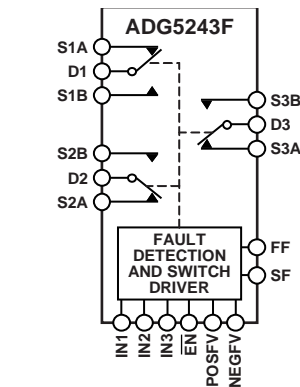 ADG5243F
S1A
D1
S1B
S3B
D3
S3A
S2B
D2
S2A
FAULT
DETECTION
AND SWITCH
DRIVER
FF
SF
IN1
IN2
IN3
EN
POSFV
NEGFV